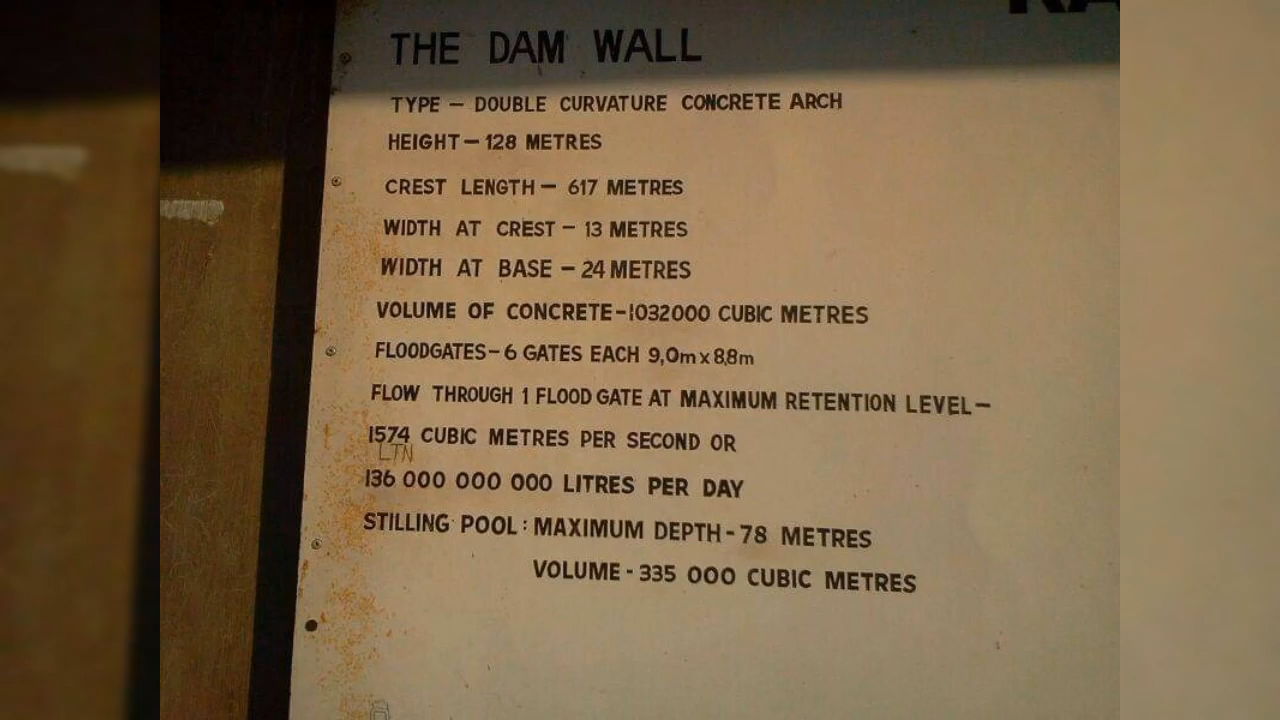 THE DAM WALL
TYPE – DOUBLE CURVATURE CONCRETE ARCH
HEIGHT – 128 METRES
CREST LENGTH – 617 METRES
WIDTH AT CREST – 13 METRES
WIDTH AT BASE – 24 METRES
VOLUME OF CONCRETE – 1032000 CUBIC METRES
FLOODGATES – 6 GATES EACH 9,0m x 8,8m
FLOW THROUGH 1 FLOOD GATE AT MAXIMUM RETENTION LEVEL –
1574 CUBIC METRES PER SECOND OR
LTN
136 000 000 000 LITRES PER DAY
STILLING POOL : MAXIMUM DEPTH - 78 METRES
VOLUME - 335 000 CUBIC METRES